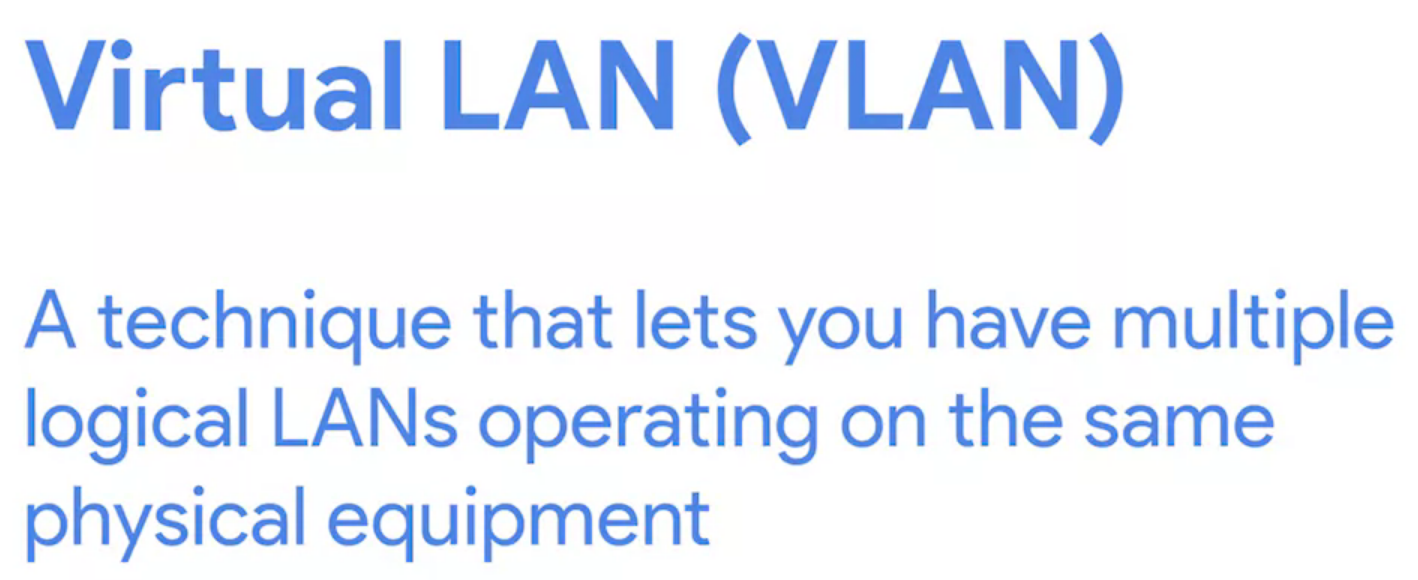 Virtual LAN (VLAN)
A technique that lets you have multiple
logical LANs operating on the same
physical equipment